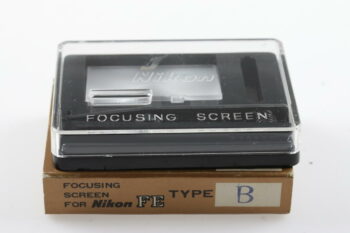 Nikon
FOCUSING SCREEN
FOCUSING
SCREEN
FOR Nikon FE TYPE B